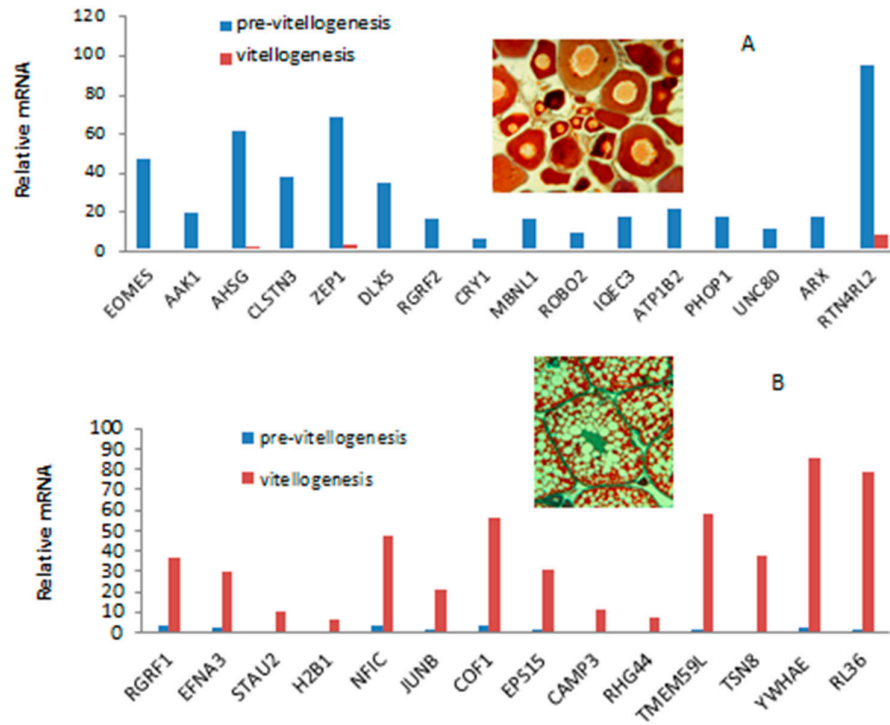 120
100
80
60
40
20
0
Relative mRNA
pre-vitellogenesis
vitellogenesis
A
EOMES
AAK1
AHSG
CLSTN3
ZEP1
DLX5
RGRF2
CRY1
MBNL1
ROBO2
IQEC3
ATP1B2
PHOP1
UNC80
ARX
RTN4RL2
B
100
90
80
70
60
50
40
30
20
10
0
Relative mRNA
pre-vitellogenesis
vitellogenesis
RGRF1
EFNA3
STAU2
H2B1
NFIC
JUNB
COF1
EPS15
CAMP3
RHG44
TMEM59L
TSN8
YWHAE
RL36